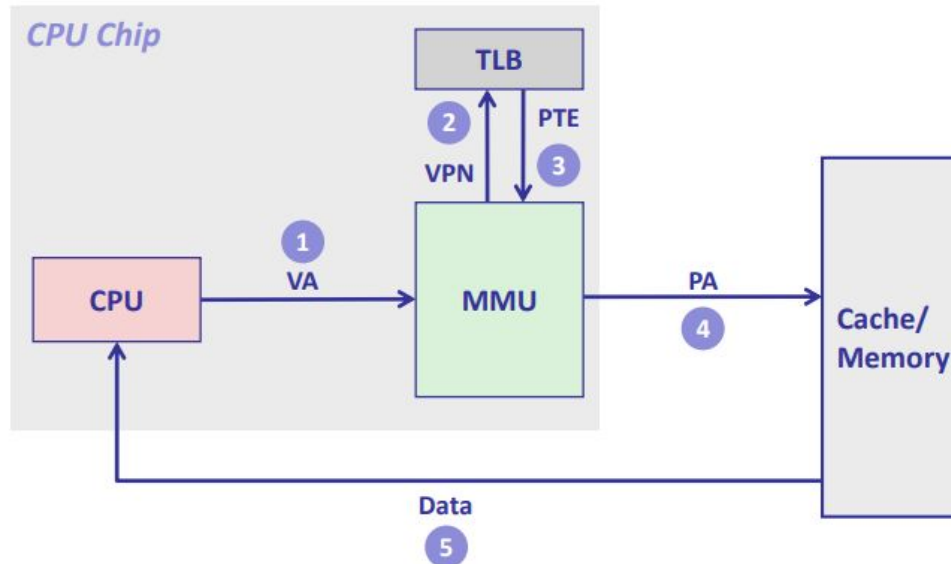 CPU Chip
TLB
2
PTE
VPN
3
1
VA
CPU
MMU
PA
4
Cache/
Memory
Data
5